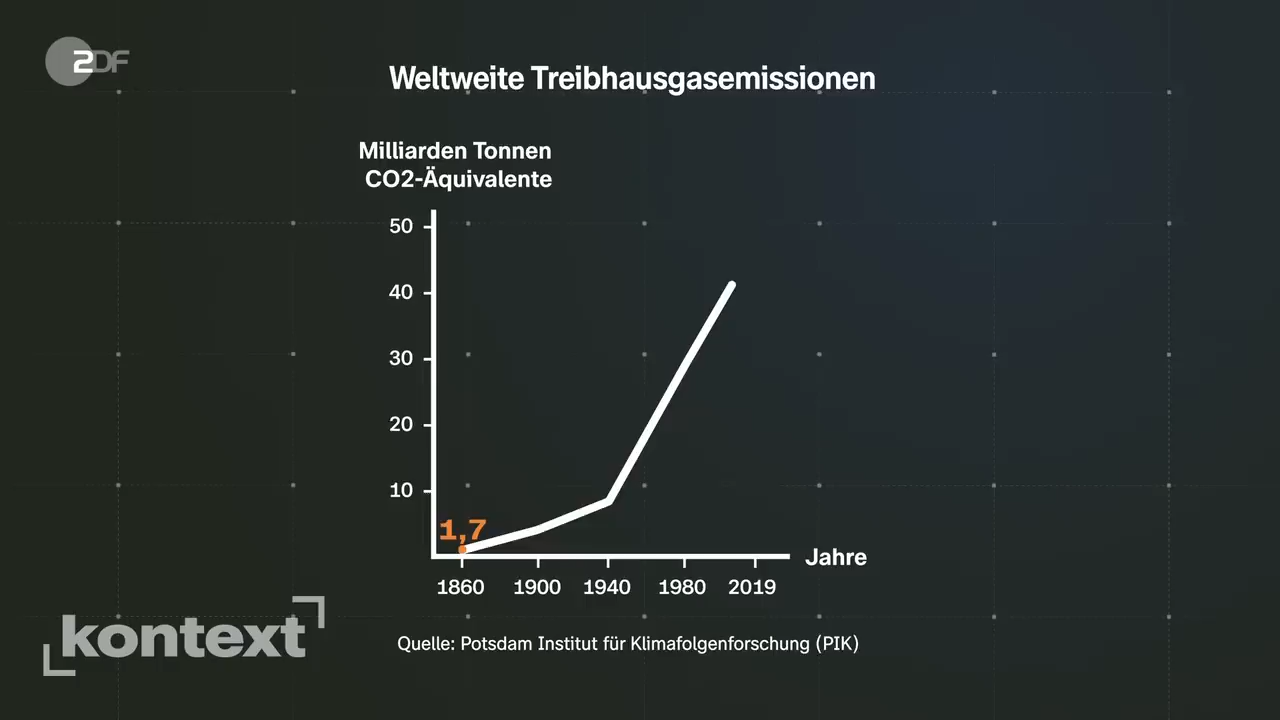 ZDF
Weltweite Treibhausgasemissionen
Milliarden Tonnen
CO2-Äquivalente
50
40
30
20
10
1,7
Jahre
1860 1900 1940 1980 2019
kontext
Quelle: Potsdam Institut für Klimafolgenforschung (PIK)